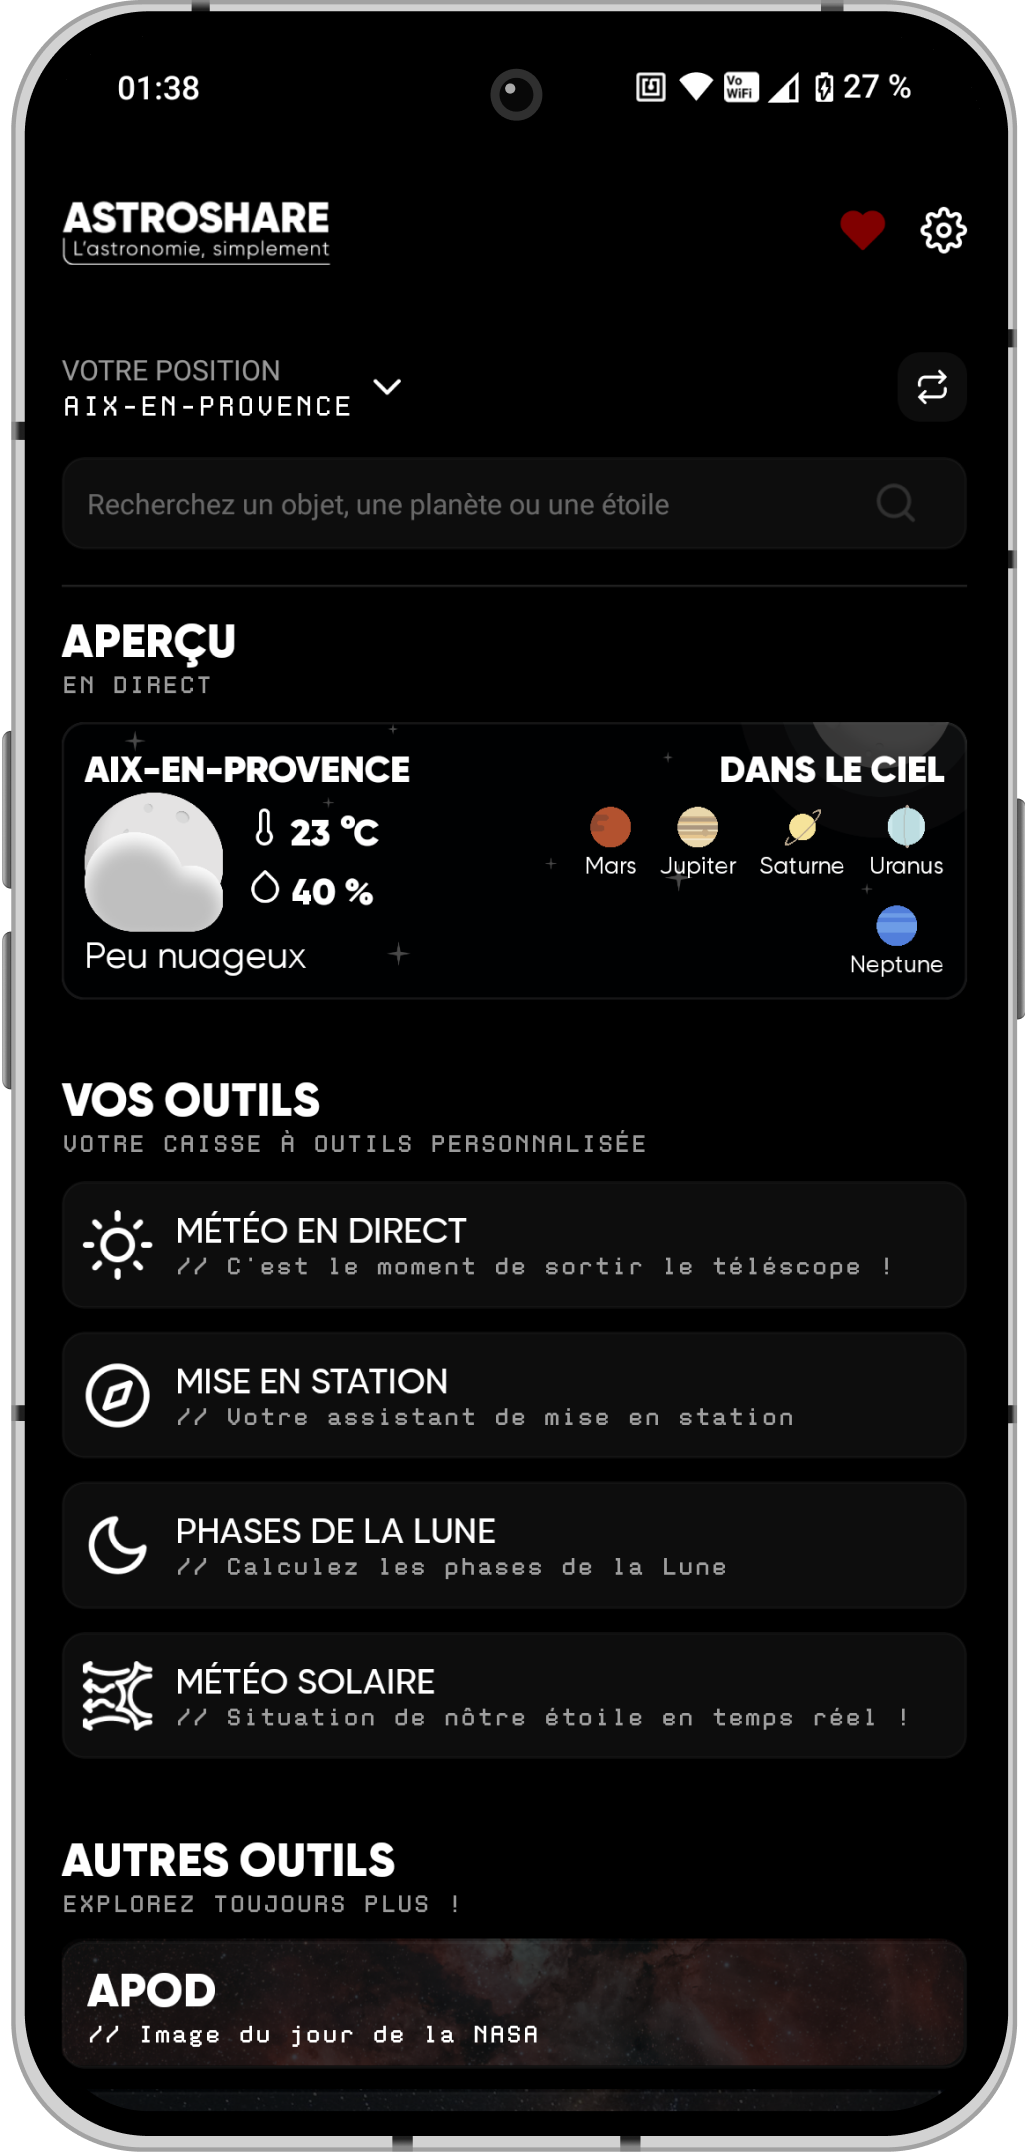 01:38
Vo WiFi
27 %
ASTROSHARE
L'astronomie, simplement
VOTRE POSITION
AIX-EN-PROVENCE
Recherchez un objet, une planète ou une étoile
APERÇU
EN DIRECT
AIX-EN-PROVENCE
DANS LE CIEL
23 °C
40 %
Peu nuageux
Mars Jupiter Saturne Uranus
Neptune
VOS OUTILS
VOTRE CAISSE À OUTILS PERSONNALISÉE
MÉTÉO EN DIRECT
// C'est le moment de sortir le téléscope !
MISE EN STATION
// Votre assistant de mise en station
PHASES DE LA LUNE
// Calculez les phases de la Lune
MÉTÉO SOLAIRE
// Situation de nôtre étoile en temps réel !
AUTRES OUTILS
EXPLOREZ TOUJOURS PLUS !
APOD
// Image du jour de la NASA